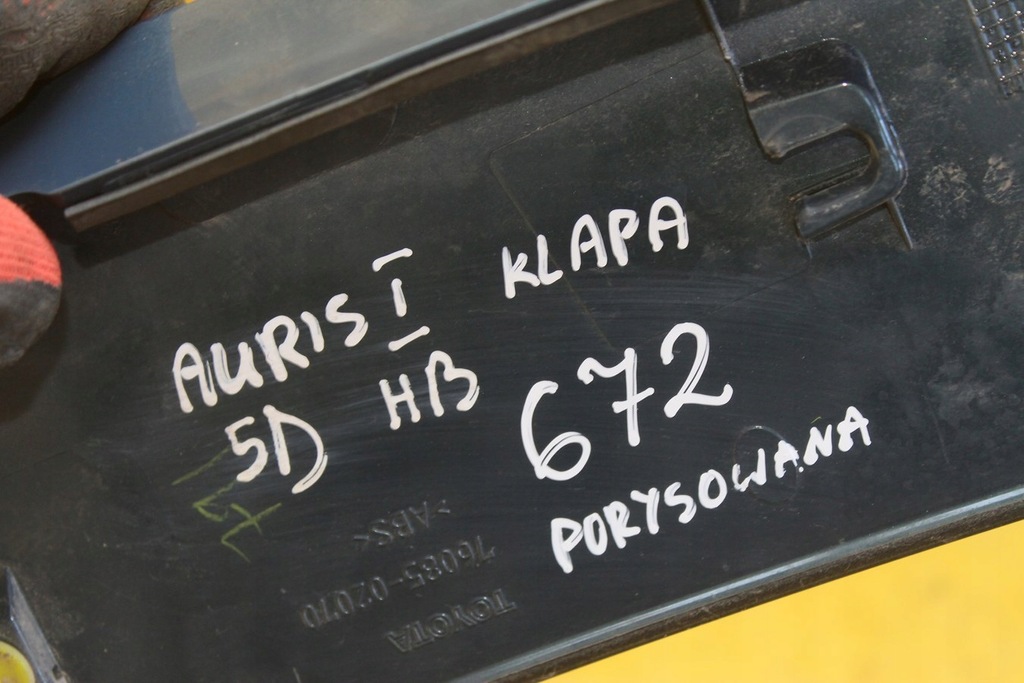 AURIS I KLAPA
5D HB 672
PORYSOWANA
>ABS<
76085-02070
TOYOTA